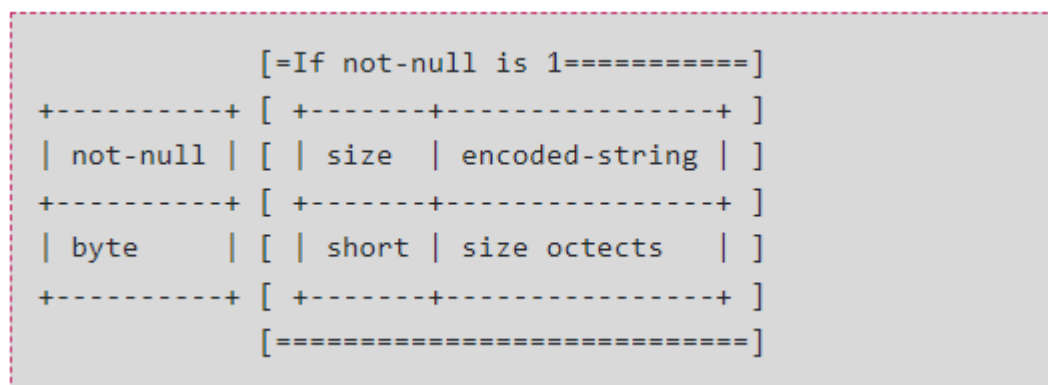 [=If not-null is 1===========]
+----------+ [ +-------+----------------+ ]
| not-null | [ | size  | encoded-string | ]
+----------+ [ +-------+----------------+ ]
| byte     | [ | short | size octects   | ]
+----------+ [ +-------+----------------+ ]
             [============================]